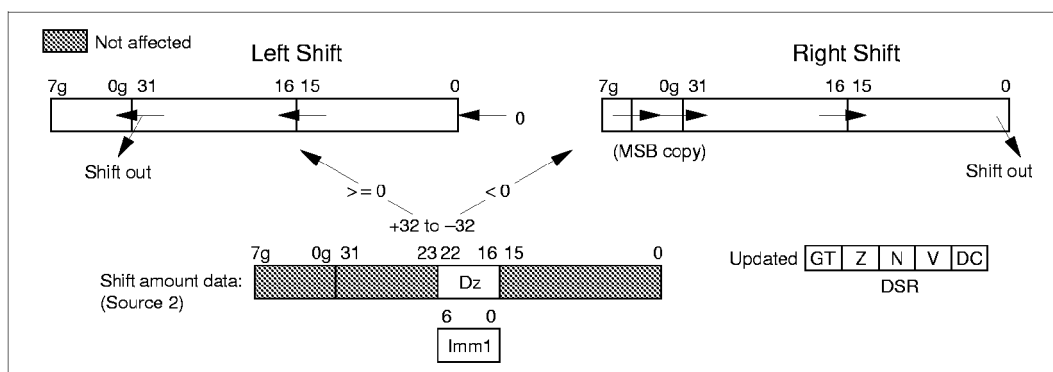 Not affected
Left Shift
Right Shift
7g 0g 31 16 15 0
7g 0g 31 16 15 0
0
(MSB copy)
Shift out
Shift out
>= 0
< 0
+32 to –32
7g 0g 31 23 22 16 15 0
Shift amount data:
(Source 2)
Dz
Updated GT Z N V DC
DSR
6 0
Imm1